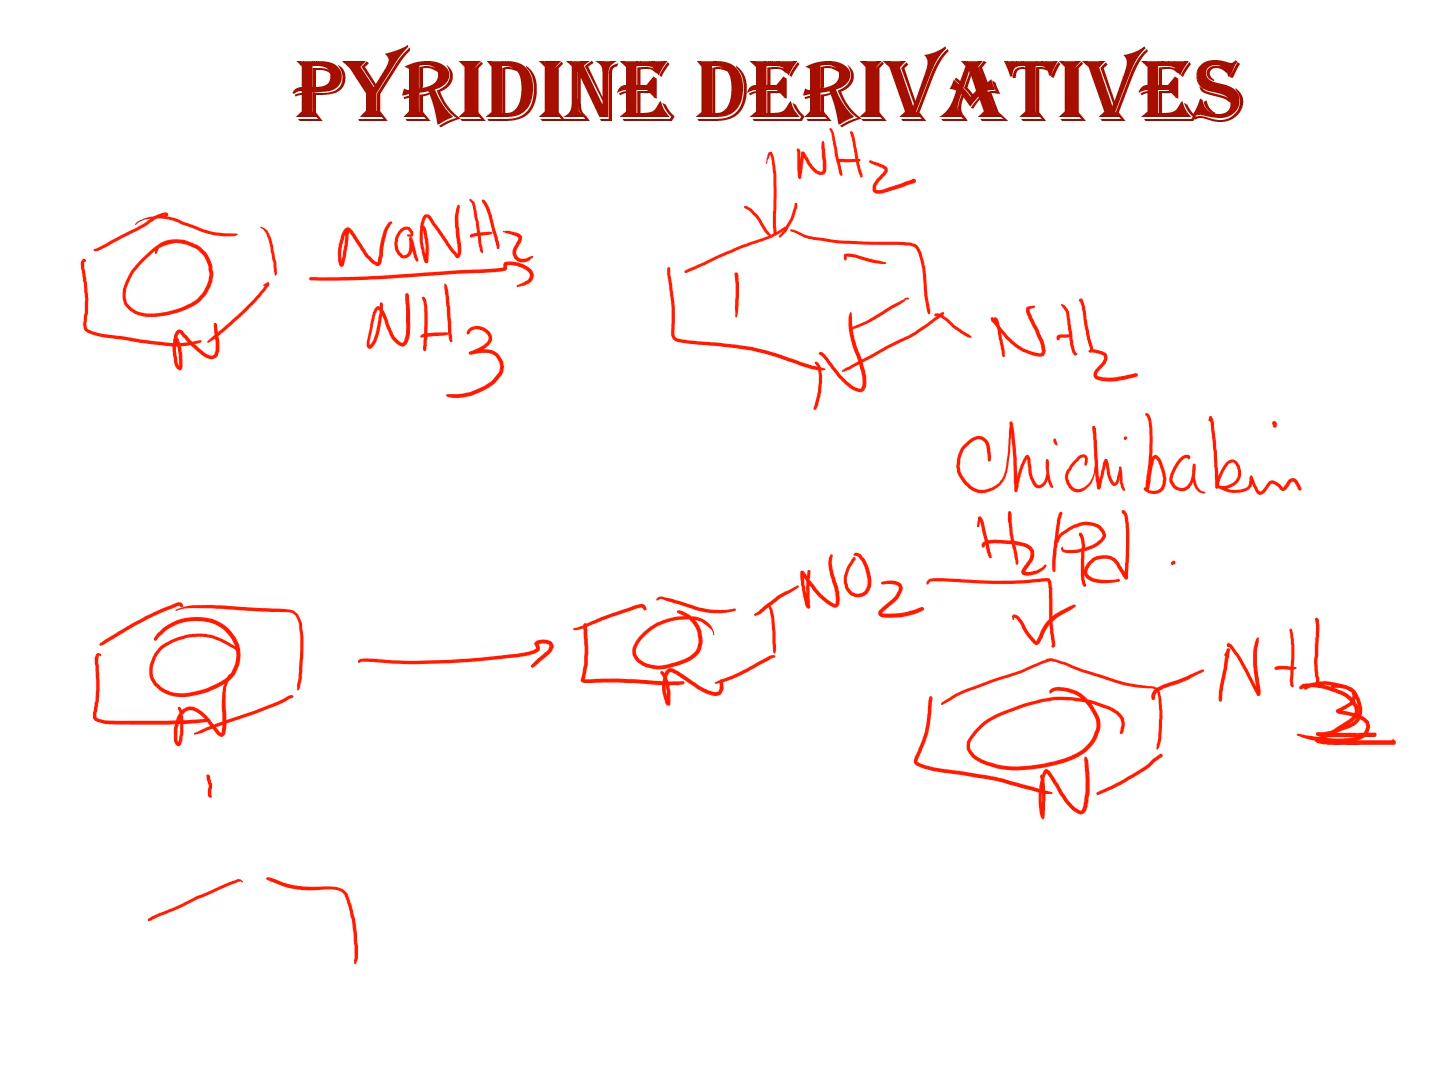 PYRIDINE DERIVATIVES
NH2
NaNH2
NH3
N
N
NH2
Chichibabin
H2/Pd
NO2
N
N
NH2
N